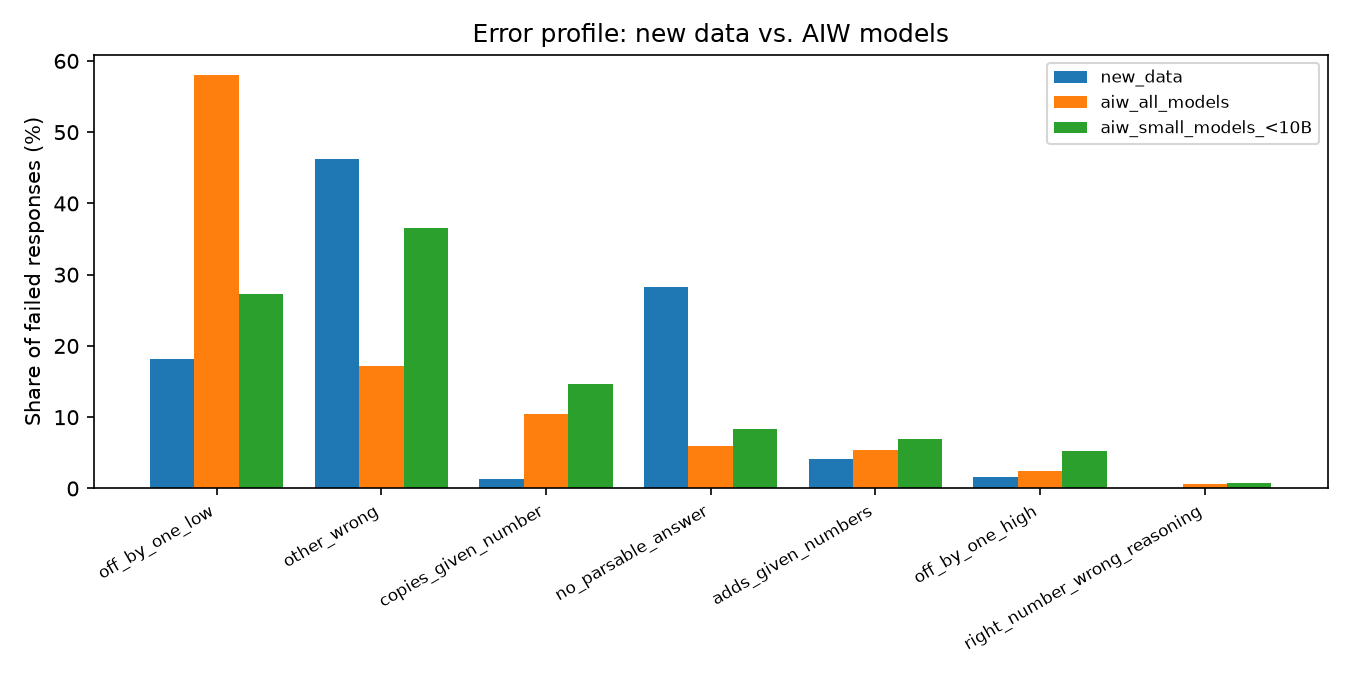 Error profile: new data vs. AIW models
new_data
aiw_all_models
aiw_small_models_<10B
Share of failed responses (%)
60
50
40
30
20
10
0
off_by_one_low
other_wrong
copies_given_number
no_parsable_answer
adds_given_numbers
off_by_one_high
right_number_wrong_reasoning